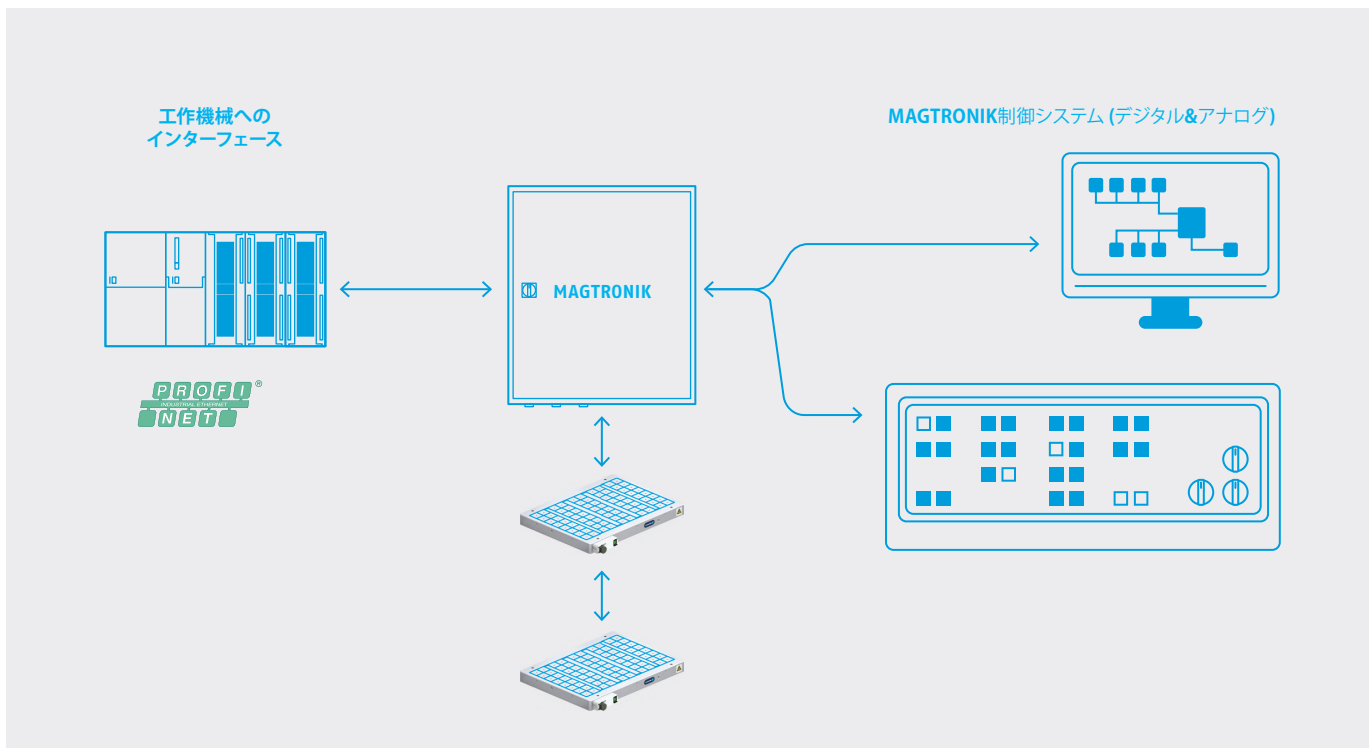 工作機械への
インターフェース
MAGTRONIK制御システム (デジタル&アナログ)
MAGTRONIK
PROFI®
INDUSTRIAL ETHERNET
NET